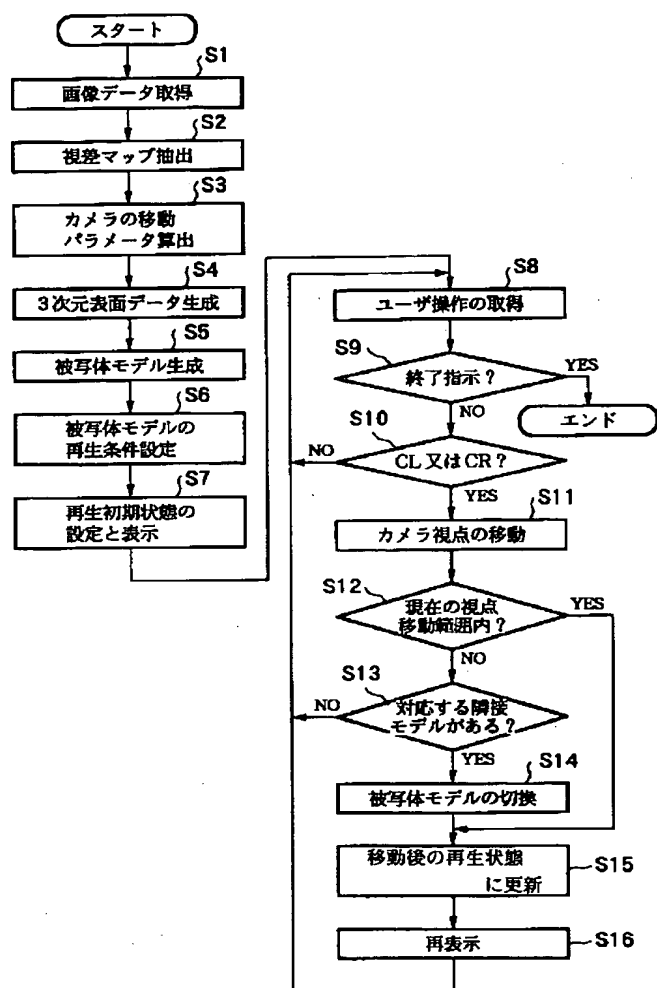 スタート
S1
画像データ取得
S2
視差マップ抽出
S3
カメラの移動
パラメータ算出
S4
3次元表面データ生成
S5
被写体モデル生成
S6
被写体モデルの
再生条件設定
S7
再生初期状態の
設定と表示
S8
ユーザ操作の取得
S9
終了指示?
YES
エンド
NO
S10
CL又はCR?
NO
YES
S11
カメラ視点の移動
S12
現在の視点
移動範囲内?
YES
NO
S13
対応する隣接
モデルがある?
NO
YES
S14
被写体モデルの切換
移動後の再生状態
に更新
S15
再表示
S16